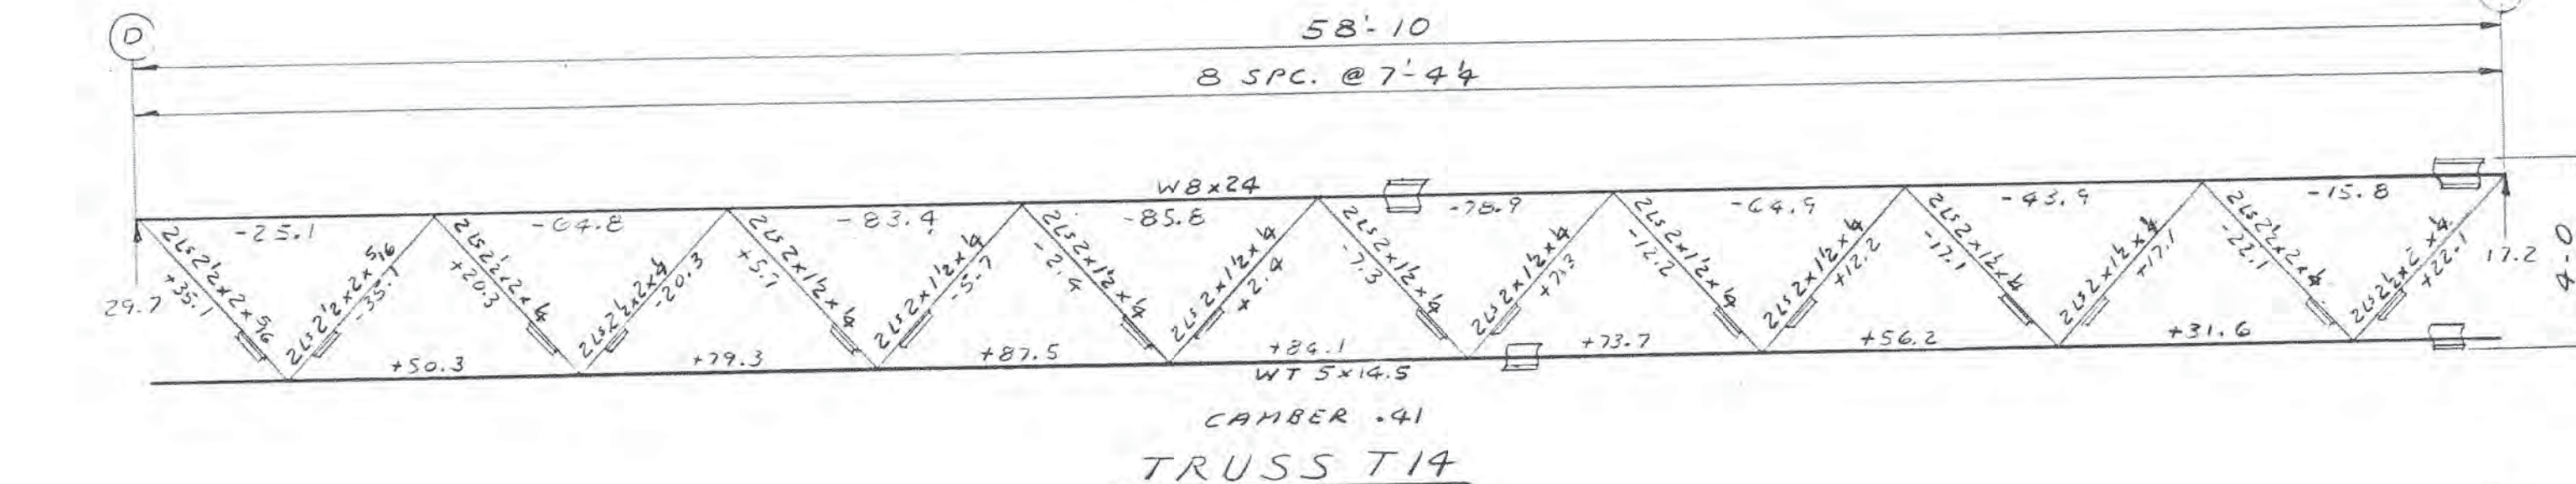 D
58'-10
8 SPC. @ 7'-4¼
W8x24
-25.1
-64.8
-83.4
-85.8
-78.9
-64.9
-43.9
-15.8
2Ls 2½x2x5/16
+35.1
2Ls 2½x2x5/16
-35.1
2Ls 2½x2x¼
+20.3
2Ls 2½x2x¼
-20.3
2Ls 2x1½x¼
+5.7
2Ls 2x1½x¼
-5.7
2Ls 2x1½x¼
-2.4
2Ls 2x1½x¼
+2.4
2Ls 2x1½x¼
-7.3
2Ls 2x1½x¼
+7.3
2Ls 2x1½x¼
-12.2
2Ls 2x1½x¼
+12.2
2Ls 2x1½x¼
-17.1
2Ls 2x1½x¼
+17.1
2Ls 2½x2x¼
-22.1
2Ls 2½x2x¼
+22.1
29.7
17.2
4-0
+50.3
+79.3
+87.5
+84.1
+73.7
+56.2
+31.6
WT 5x14.5
CAMBER .41
TRUSS T14